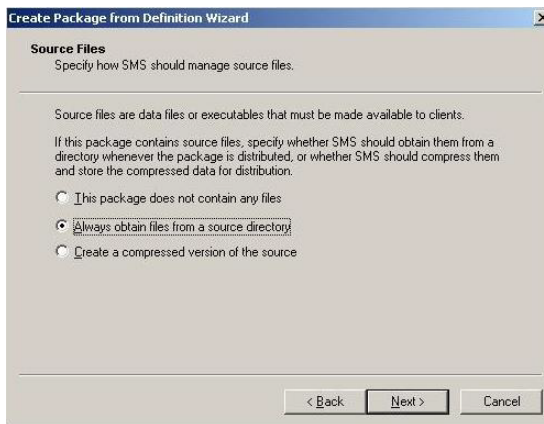 Create Package from Definition Wizard
Source Files
Specify how SMS should manage source files.
Source files are data files or executables that must be made available to clients.
If this package contains source files, specify whether SMS should obtain them from a
directory whenever the package is distributed, or whether SMS should compress them
and store the compressed data for distribution.
This package does not contain any files
Always obtain files from a source directory
Create a compressed version of the source
< Back Next > Cancel